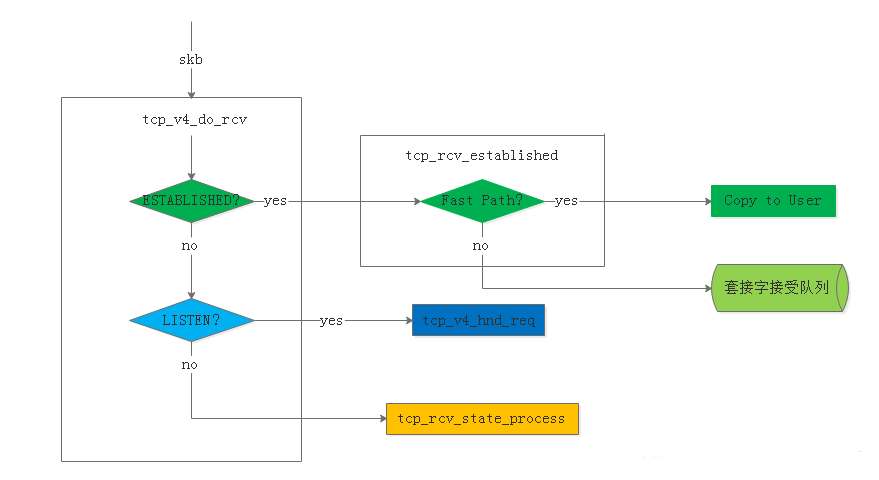 skb
tcp_v4_do_rcv
tcp_rcv_established
ESTABLISHED?
yes
Fast Path?
yes
Copy to User
no
no
套接字接受队列
LISTEN?
yes
tcp_v4_hnd_req
no
tcp_rcv_state_process